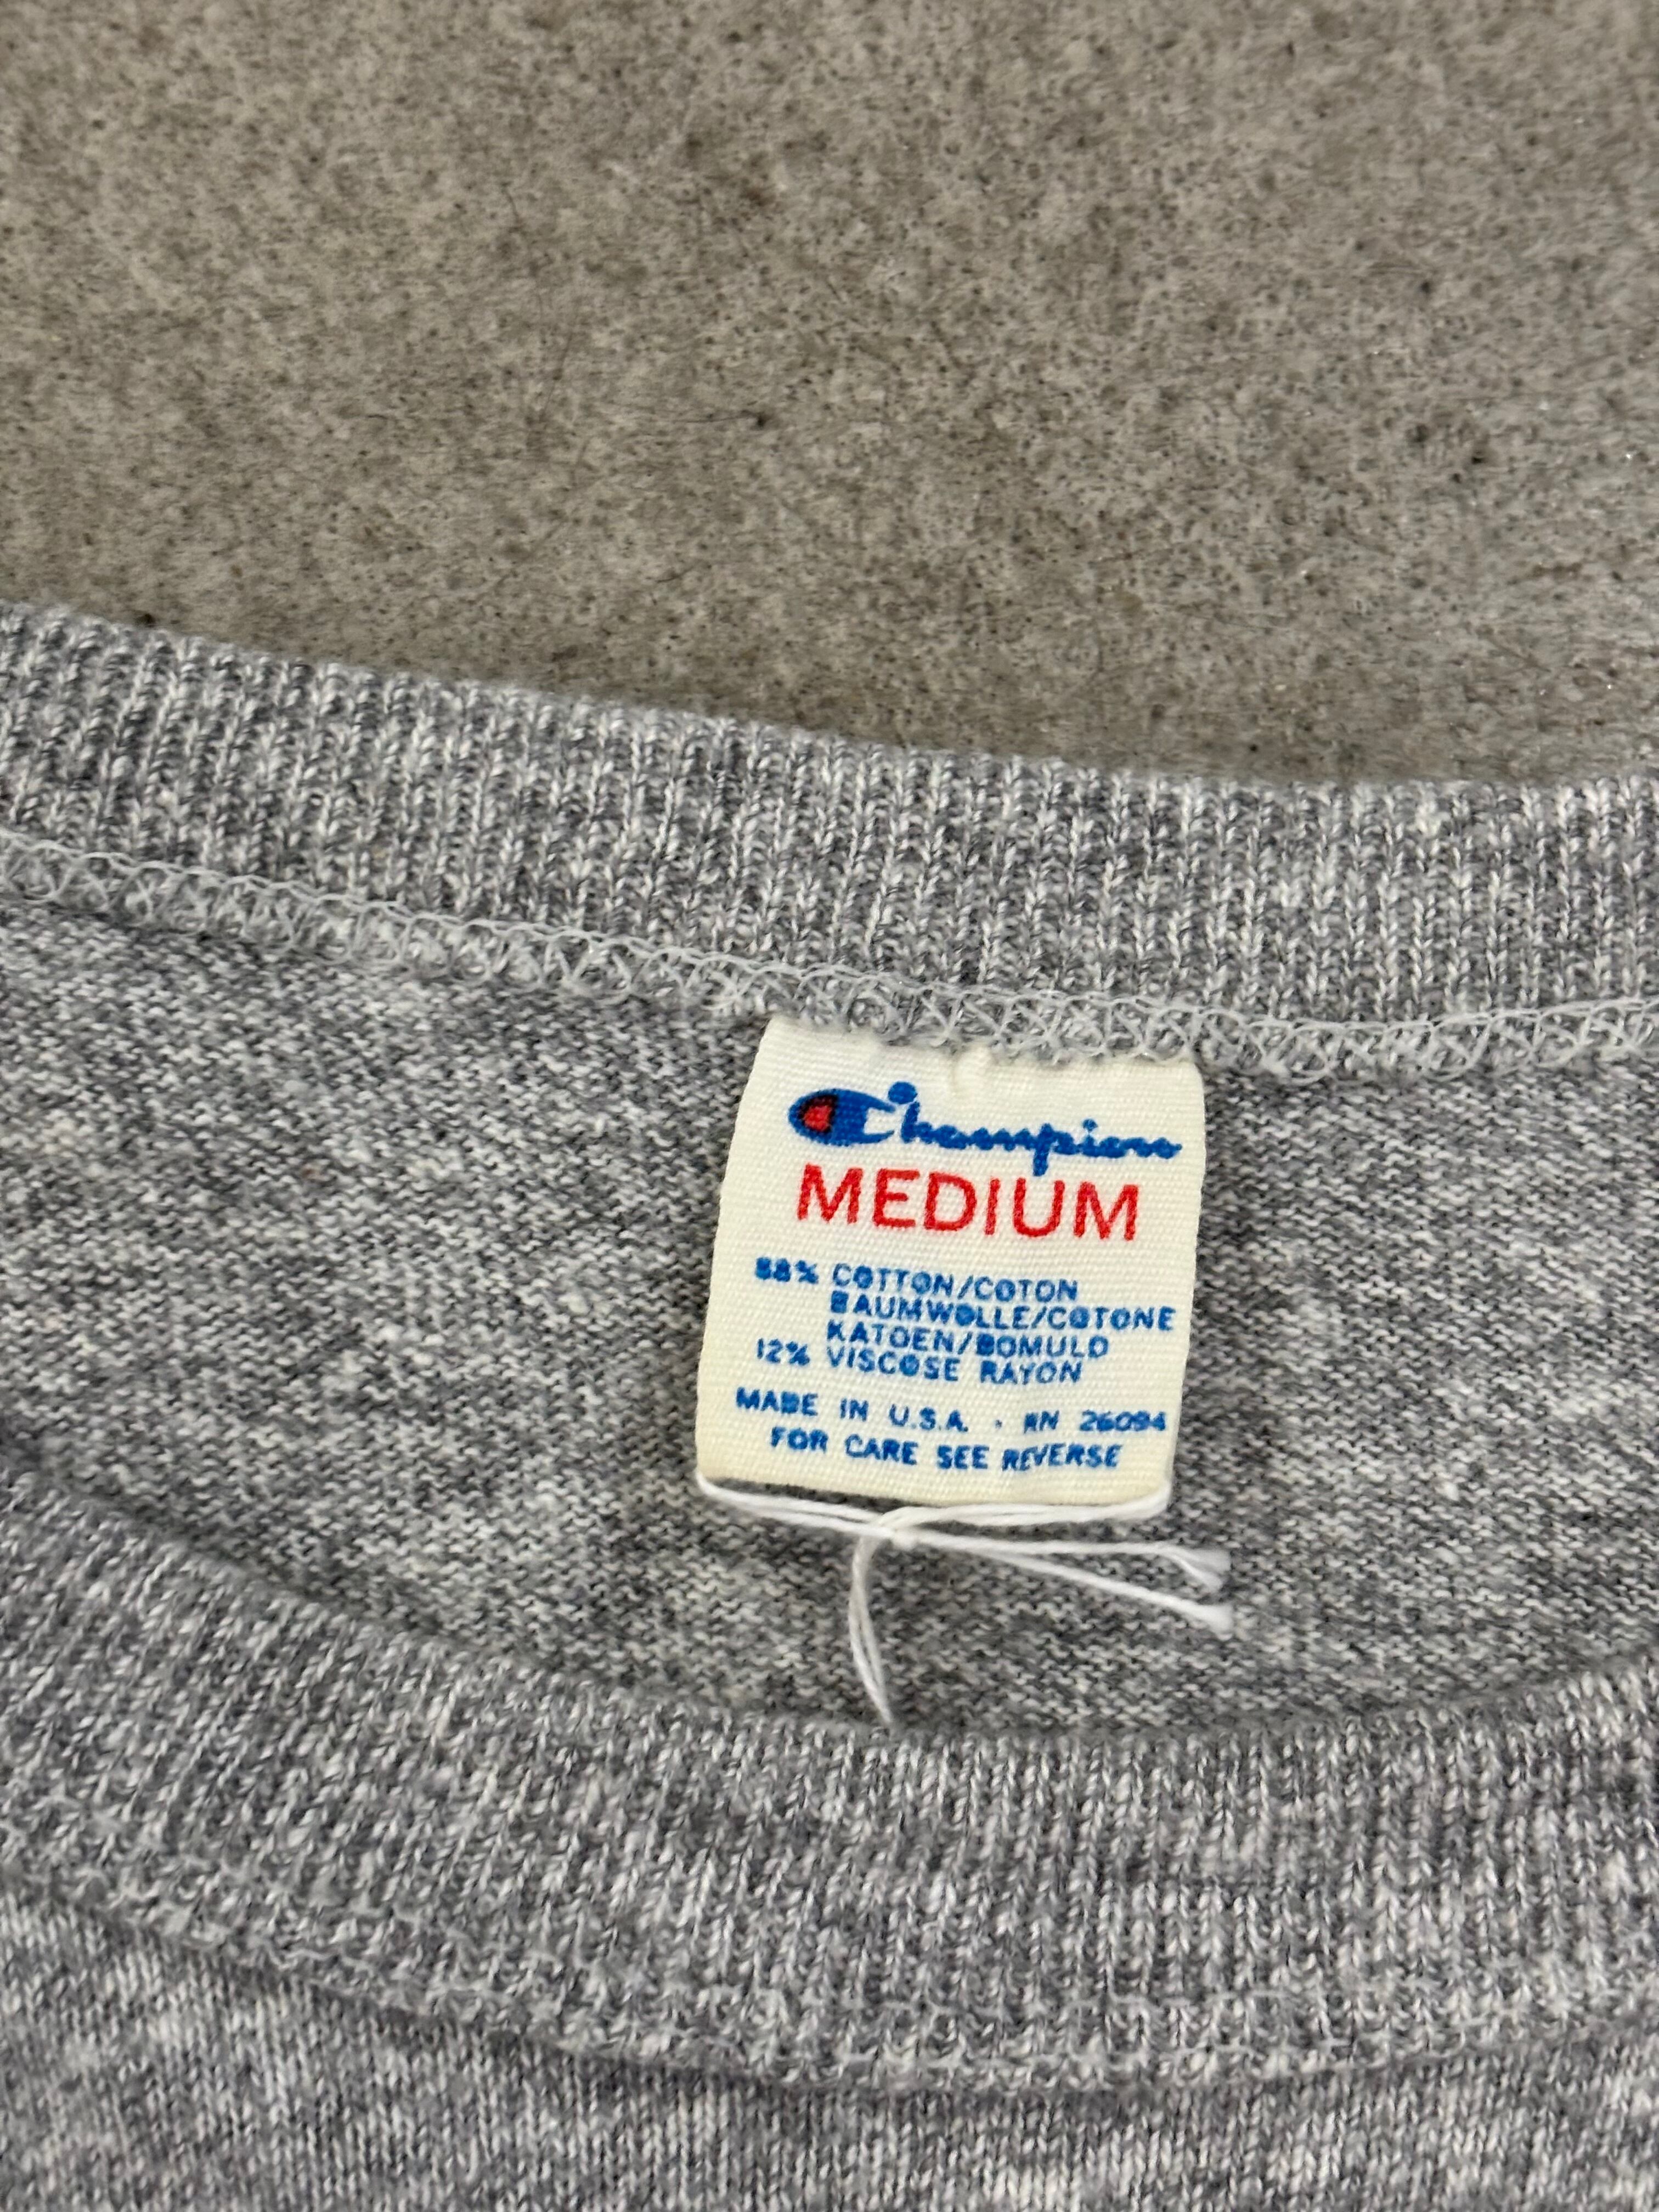 Champion
MEDIUM
88% COTTON/COTON
BAUMWOLLE/COTONE
KATOEN/BOMULD
12% VISCOSE RAYON
MADE IN U.S.A. · RN 26094
FOR CARE SEE REVERSE